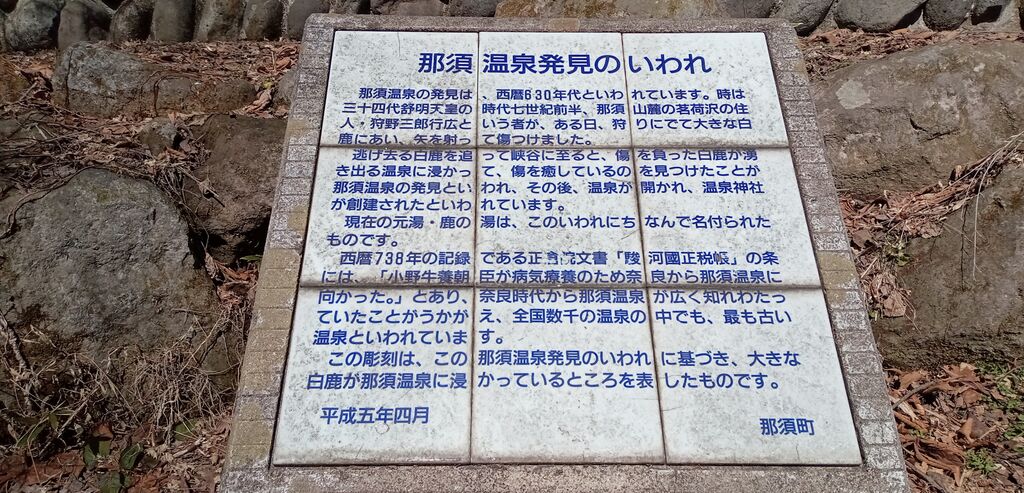 那須温泉発見のいわれ
那須温泉の発見は、西暦630年代といわれています。時は
三十四代舒明天皇の時代七世紀前半、那須山麓の茗荷沢の住
人・狩野三郎行広という者が、ある日、狩りにでて大きな白
鹿にあい、矢を射って傷つけました。
逃げ去る白鹿を追って峡谷に至ると、傷を負った白鹿が湧
き出る温泉に浸かって、傷を癒しているのを見つけたことが
那須温泉の発見といわれ、その後、温泉が開かれ、温泉神社
が創建されたといわれています。
現在の元湯・鹿の湯は、このいわれにちなんで名付られた
ものです。
西暦738年の記録である正倉院文書「駿河國正税帳」の条
には、「小野牛養朝臣が病気療養のため奈良から那須温泉に
向かった。」とあり、奈良時代から那須温泉が広く知れわたっ
ていたことがうかがえ、全国数千の温泉の中でも、最も古い
温泉といわれています。
この彫刻は、この那須温泉発見のいわれに基づき、大きな
白鹿が那須温泉に浸かっているところを表したものです。
平成五年四月
那須町